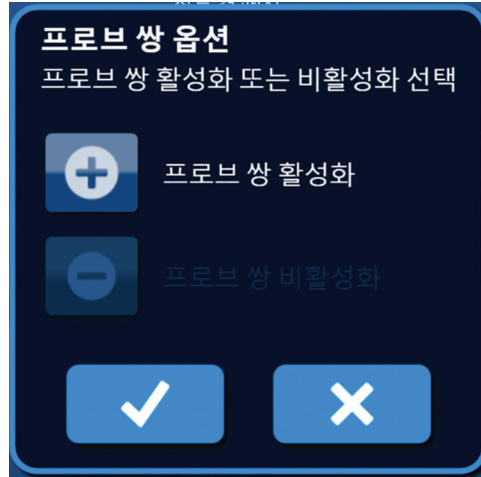 프로브 쌍 옵션
프로브 쌍 활성화 또는 비활성화 선택
프로브 쌍 활성화
프로브 쌍 비활성화